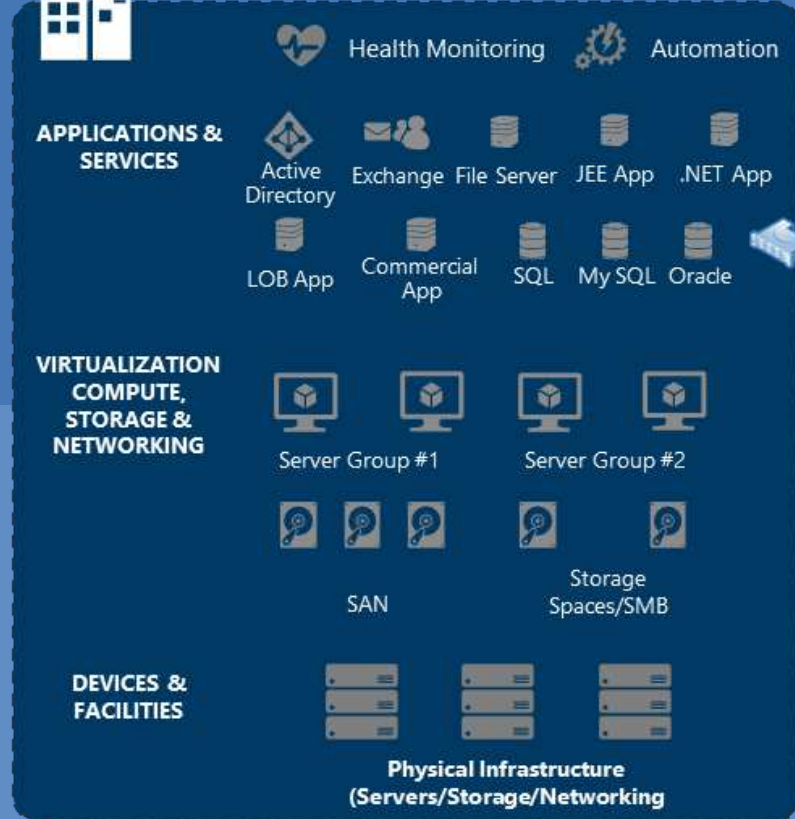 Health Monitoring
Automation
APPLICATIONS &
SERVICES
Active
Directory
Exchange
File Server
JEE App
.NET App
LOB App
Commercial
App
SQL
My SQL
Oracle
VIRTUALIZATION
COMPUTE,
STORAGE &
NETWORKING
Server Group #1
Server Group #2
SAN
Storage
Spaces/SMB
DEVICES &
FACILITIES
Physical Infrastructure
(Servers/Storage/Networking